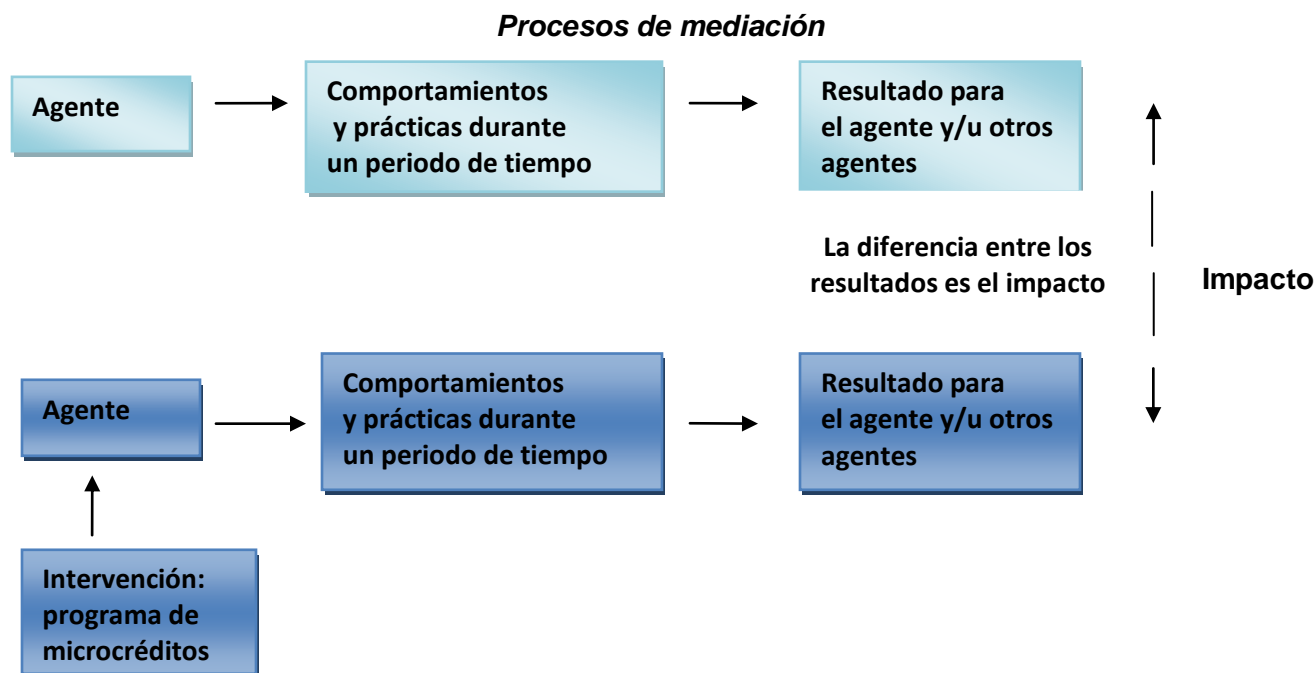 Procesos de mediación
Agente
Comportamientos
y prácticas durante
un periodo de tiempo
Resultado para
el agente y/u otros
agentes
La diferencia entre los
resultados es el impacto
Impacto
Agente
Comportamientos
y prácticas durante
un periodo de tiempo
Resultado para
el agente y/u otros
agentes
Intervención:
programa de
microcréditos